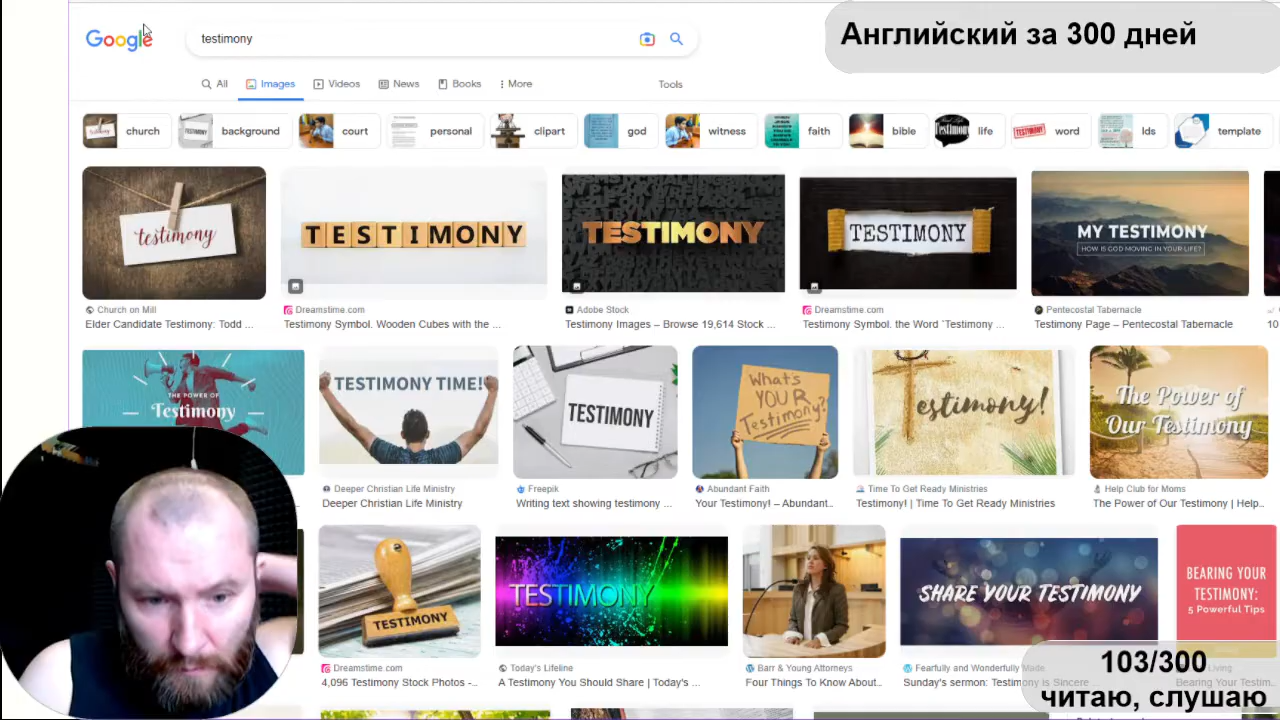 Google
testimony
All
Images
Videos
News
Books
More
Tools
church
background
court
personal
clipart
god
witness
faith
bible
life
word
lds
template
testimony
TESTIMONY
TESTIMONY
TESTIMONY
MY TESTIMONY
HOW IS GOD MOVING IN YOUR LIFE?
Church on Mill
Elder Candidate Testimony: Todd ...
Dreamstime.com
Testimony Symbol. Wooden Cubes with the ...
Adobe Stock
Testimony Images – Browse 19,614 Stock ...
Dreamstime.com
Testimony Symbol. the Word `Testimony ...
Pentecostal Tabernacle
Testimony Page – Pentecostal Tabernacle
10
THE POWER OF
Testimony
TESTIMONY TIME!
TESTIMONY
What's
YOUR
Testimony?
estimony!
The Power of
Our Testimony
Deeper Christian Life Ministry
Deeper Christian Life Ministry
Freepik
Writing text showing testimony ...
Abundant Faith
Your Testimony! – Abundant..
Time To Get Ready Ministries
Testimony! | Time To Get Ready Ministries
Help Club for Moms
The Power of Our Testimony | Help..
TESTIMONY
TESTIMONY
SHARE YOUR TESTIMONY
BEARING YOUR
TESTIMONY:
5 Powerful Tips
Dreamstime.com
4,096 Testimony Stock Photos -..
Today's Lifeline
A Testimony You Should Share | Today's ...
Barr & Young Attorneys
Four Things To Know About..
Fearfully and Wonderfully Made
Sunday's sermon: Testimony is Sincere
Living
Bearing Your Testim..
Английский за 300 дней
103/300
читаю, слушаю